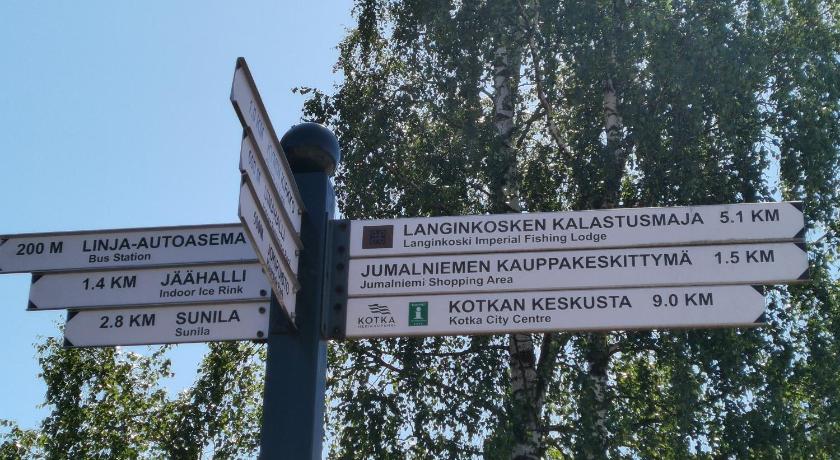 200 M LINJA-AUTOASEMA
Bus Station
1.4 KM JÄÄHALLI
Indoor Ice Rink
2.8 KM SUNILA
Sunila
LANGINKOSKEN KALASTUSMAJA 5.1 KM
Langinkoski Imperial Fishing Lodge
JUMALNIEMEN KAUPPAKESKITTYMÄ 1.5 KM
Jumalniemi Shopping Area
KOTKAN KESKUSTA 9.0 KM
Kotka City Centre
KOTKA